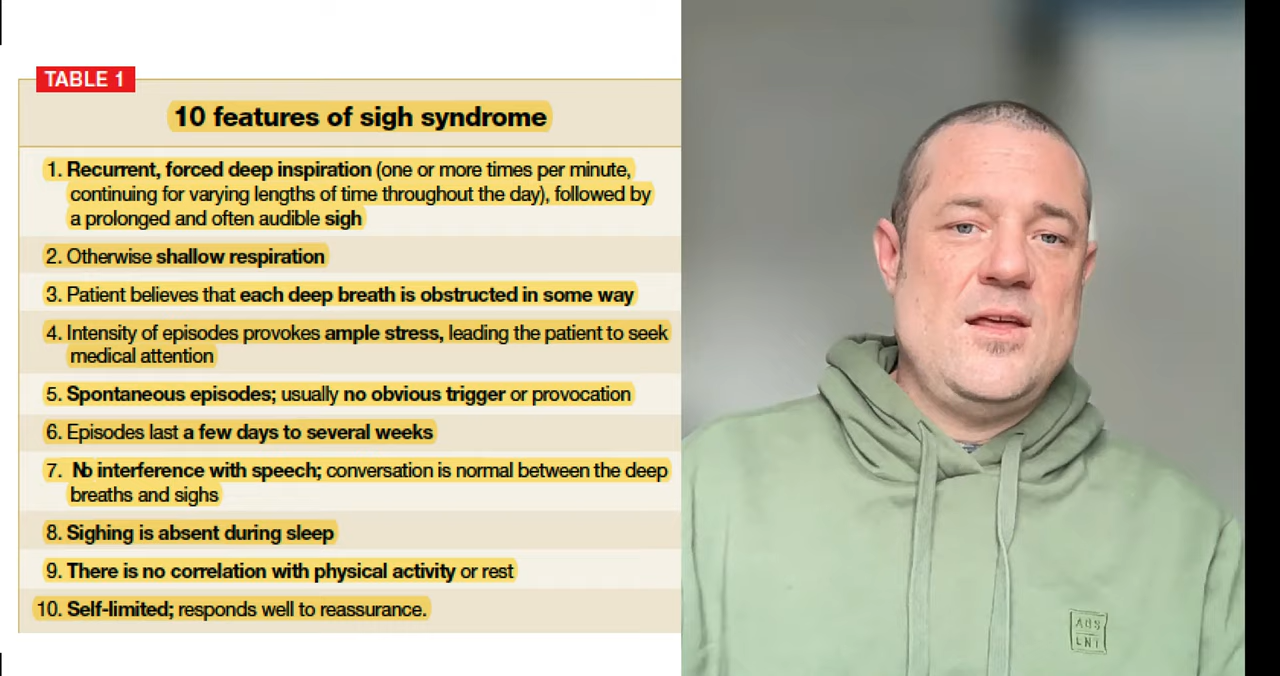 TABLE 1
10 features of sigh syndrome
1. Recurrent, forced deep inspiration (one or more times per minute,
continuing for varying lengths of time throughout the day), followed by
a prolonged and often audible sigh
2. Otherwise shallow respiration
3. Patient believes that each deep breath is obstructed in some way
4. Intensity of episodes provokes ample stress, leading the patient to seek
medical attention
5. Spontaneous episodes; usually no obvious trigger or provocation
6. Episodes last a few days to several weeks
7. No interference with speech; conversation is normal between the deep
breaths and sighs
8. Sighing is absent during sleep
9. There is no correlation with physical activity or rest
10. Self-limited; responds well to reassurance.
LNT